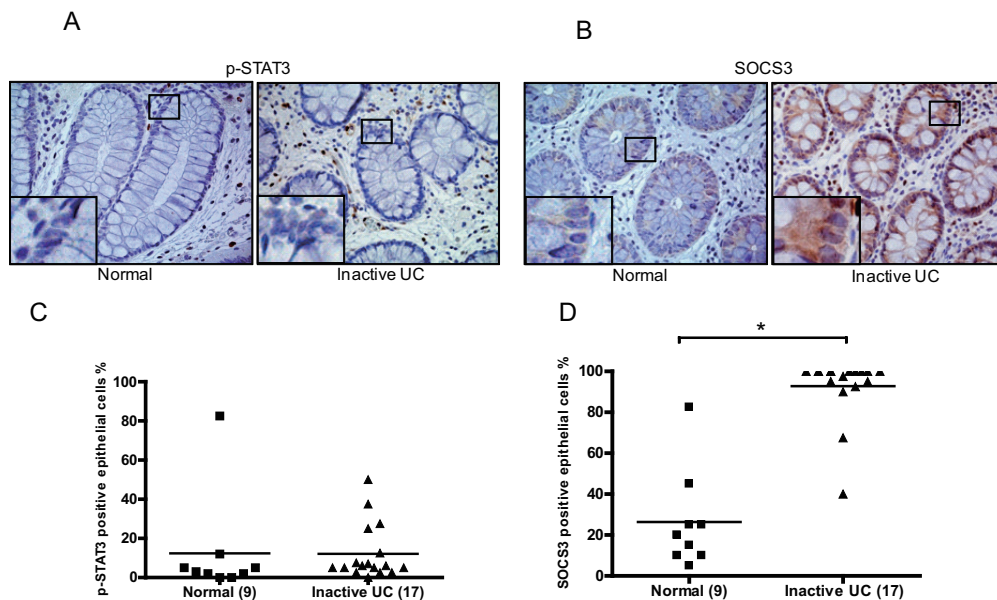 A
B
p-STAT3
SOCS3
Normal
Inactive UC
Normal
Inactive UC
C
D
p-STAT3 positive epithelial cells %
100
80
60
40
20
0
Normal (9)
Inactive UC (17)
*
SOCS3 positive epithelial cells %
100
80
60
40
20
0
Normal (9)
Inactive UC (17)